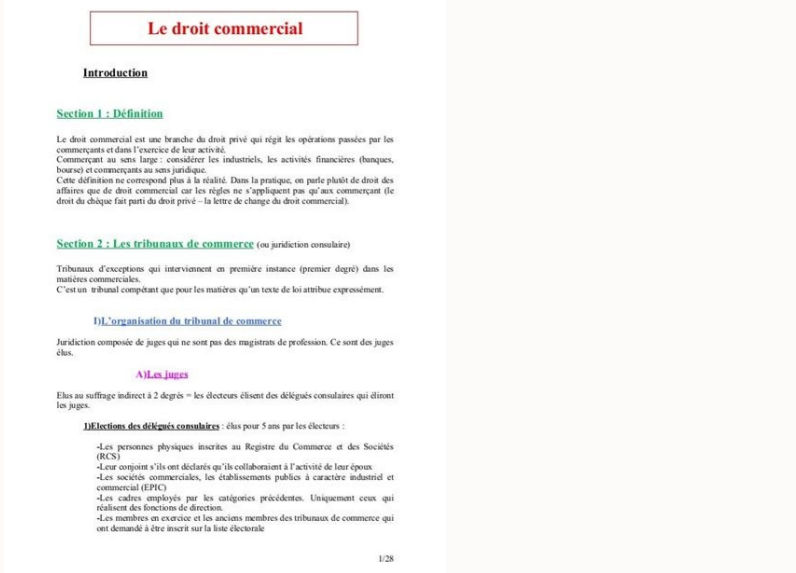 Le droit commercial
Introduction
Section 1 : Définition
Le droit commercial est une branche du droit privé qui régit les opérations passées par les
commerçants et dans l'exercice de leur activité.
Commerçant au sens large : considérer les industriels, les activités financières (banques,
bourse) et commerçants au sens juridique.
Cette définition ne correspond plus à la réalité. Dans la pratique, on parle plutôt de droit des
affaires que de droit commercial car les règles ne s'appliquent pas qu'aux commerçant (le
droit du chèque fait parti du droit privé – la lettre de change du droit commercial).
Section 2 : Les tribunaux de commerce (ou juridiction consulaire)
Tribunaux d'exceptions qui interviennent en première instance (premier degré) dans les
matières commerciales.
C'est un tribunal compétant que pour les matières qu'un texte de loi attribue expressément.
I)L'organisation du tribunal de commerce
Juridiction composée de juges qui ne sont pas des magistrats de profession. Ce sont des juges
élus.
A)Les juges
Elus au suffrage indirect à 2 degrés = les électeurs élisent des délégués consulaires qui éliront
les juges.
1)Elections des délégués consulaires : élus pour 5 ans par les électeurs :
-Les personnes physiques inscrites au Registre du Commerce et des Sociétés
(RCS)
-Leur conjoint s'ils ont déclarés qu'ils collaboraient à l'activité de leur époux
-Les sociétés commerciales, les établissements publics à caractère industriel et
commercial (EPIC)
-Les cadres employés par les catégories précédentes. Uniquement ceux qui
réalisent des fonctions de direction.
-Les membres en exercice et les anciens membres des tribunaux de commerce qui
ont demandé à être inscrit sur la liste électorale
1/28